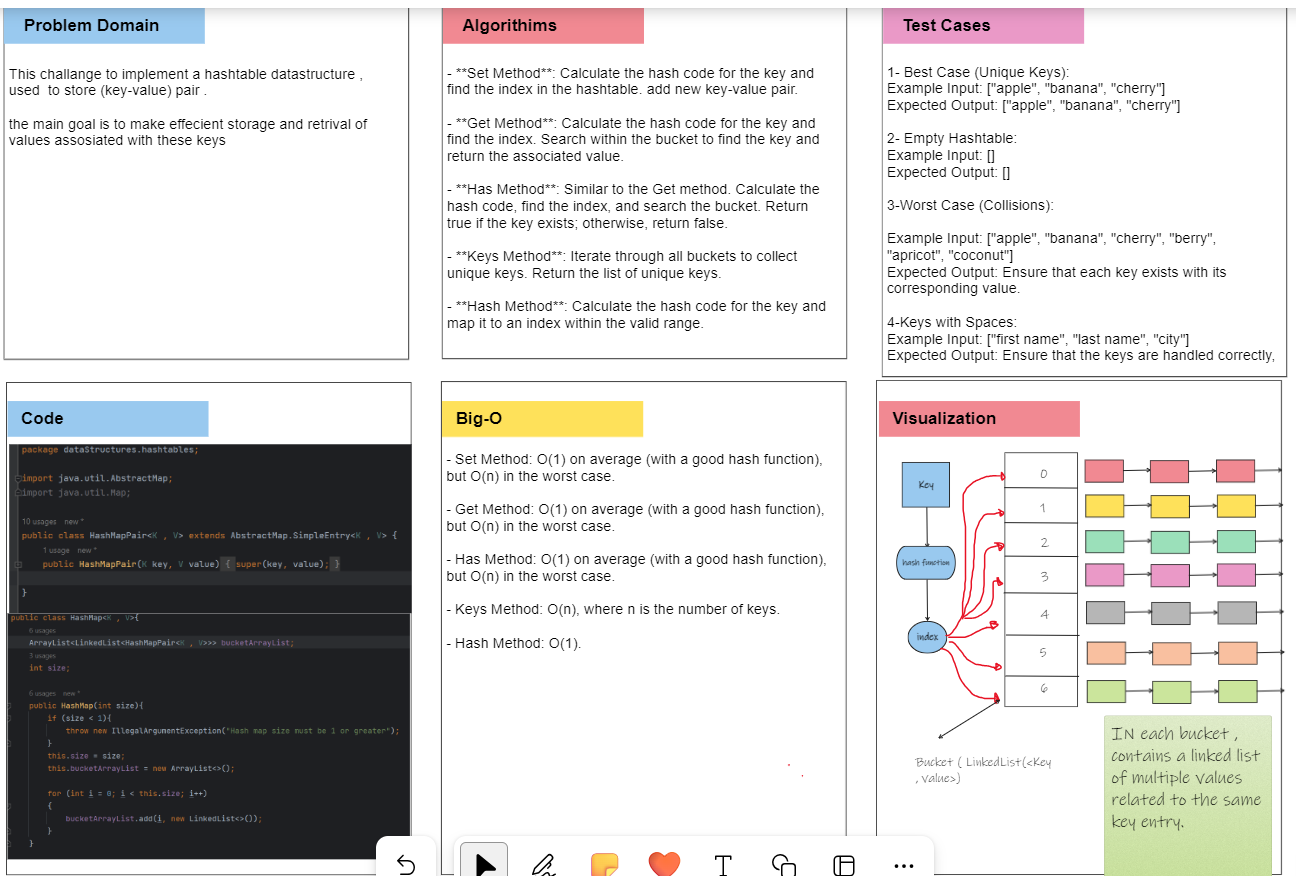 Problem Domain
This challange to implement a hashtable datastructure ,
used  to store (key-value) pair .
the main goal is to make effecient storage and retrival of
values assosiated with these keys
Algorithims
- **Set Method**: Calculate the hash code for the key and
find the index in the hashtable. add new key-value pair.
- **Get Method**: Calculate the hash code for the key and
find the index. Search within the bucket to find the key and
return the associated value.
- **Has Method**: Similar to the Get method. Calculate the
hash code, find the index, and search the bucket. Return
true if the key exists; otherwise, return false.
- **Keys Method**: Iterate through all buckets to collect
unique keys. Return the list of unique keys.
- **Hash Method**: Calculate the hash code for the key and
map it to an index within the valid range.
Test Cases
1- Best Case (Unique Keys):
Example Input: ["apple", "banana", "cherry"]
Expected Output: ["apple", "banana", "cherry"]
2- Empty Hashtable:
Example Input: []
Expected Output: []
3-Worst Case (Collisions):
Example Input: ["apple", "banana", "cherry", "berry",
"apricot", "coconut"]
Expected Output: Ensure that each key exists with its
corresponding value.
4-Keys with Spaces:
Example Input: ["first name", "last name", "city"]
Expected Output: Ensure that the keys are handled correctly,
Code
package dataStructures.hashtables;
import java.util.AbstractMap;
import java.util.Map;
10 usages new *
public class HashMapPair<K , V> extends AbstractMap.SimpleEntry<K , V> {
1 usage new *
public HashMapPair(K key, V value) { super(key, value); }
}
public class HashMap<K , V>{
6 usages
ArrayList<LinkedList<HashMapPair<K , V>>> bucketArrayList;
3 usages
int size;
6 usages new *
public HashMap(int size){
if (size < 1){
throw new IllegalArgumentException("Hash map size must be 1 or greater");
}
this.size = size;
this.bucketArrayList = new ArrayList<>();
for (int i = 0; i < this.size; i++)
{
bucketArrayList.add(i, new LinkedList<>());
}
}
Big-O
- Set Method: O(1) on average (with a good hash function),
but O(n) in the worst case.
- Get Method: O(1) on average (with a good hash function),
but O(n) in the worst case.
- Has Method: O(1) on average (with a good hash function),
but O(n) in the worst case.
- Keys Method: O(n), where n is the number of keys.
- Hash Method: O(1).
Visualization
Key
hash function
index
0
1
2
3
4
5
6
Bucket ( LinkedList(<Key
, Value>)
IN each bucket ,
contains a linked list
of multiple values
related to the same
key entry.
T